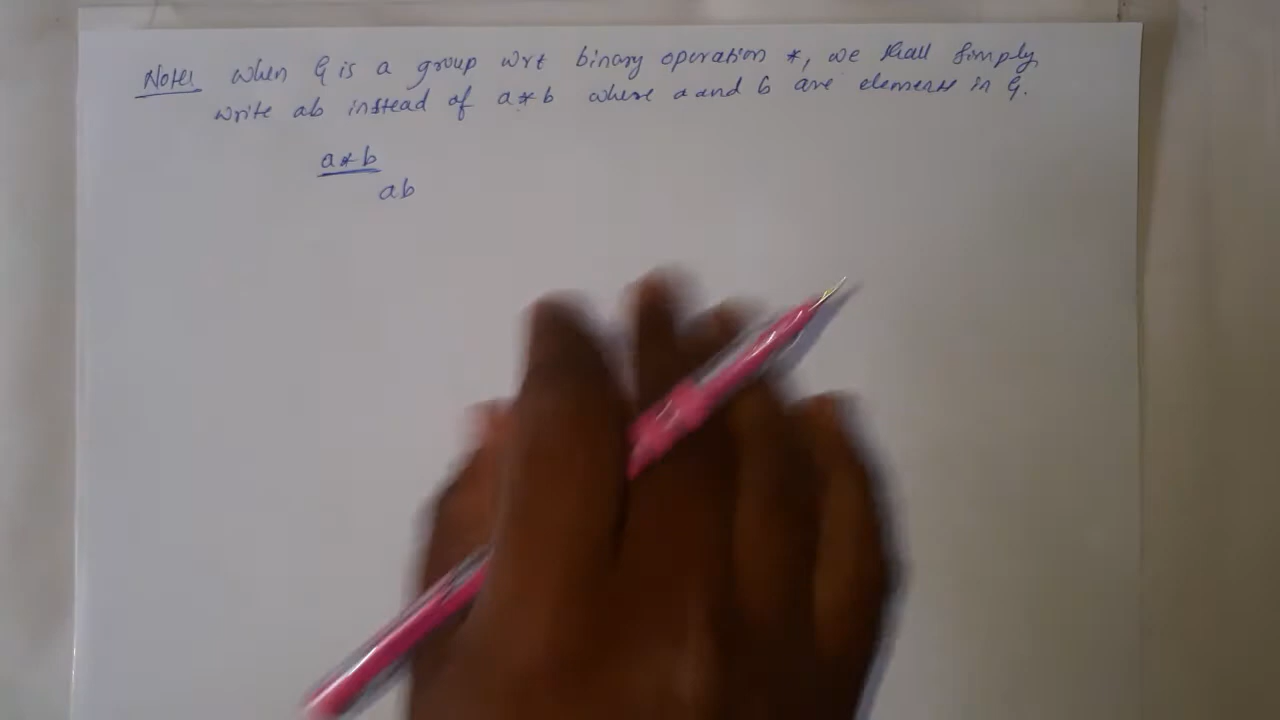 Note: When G is a group wrt binary operation *, we shall simply
write ab instead of a*b where a and b are elements in G.
a*b
ab